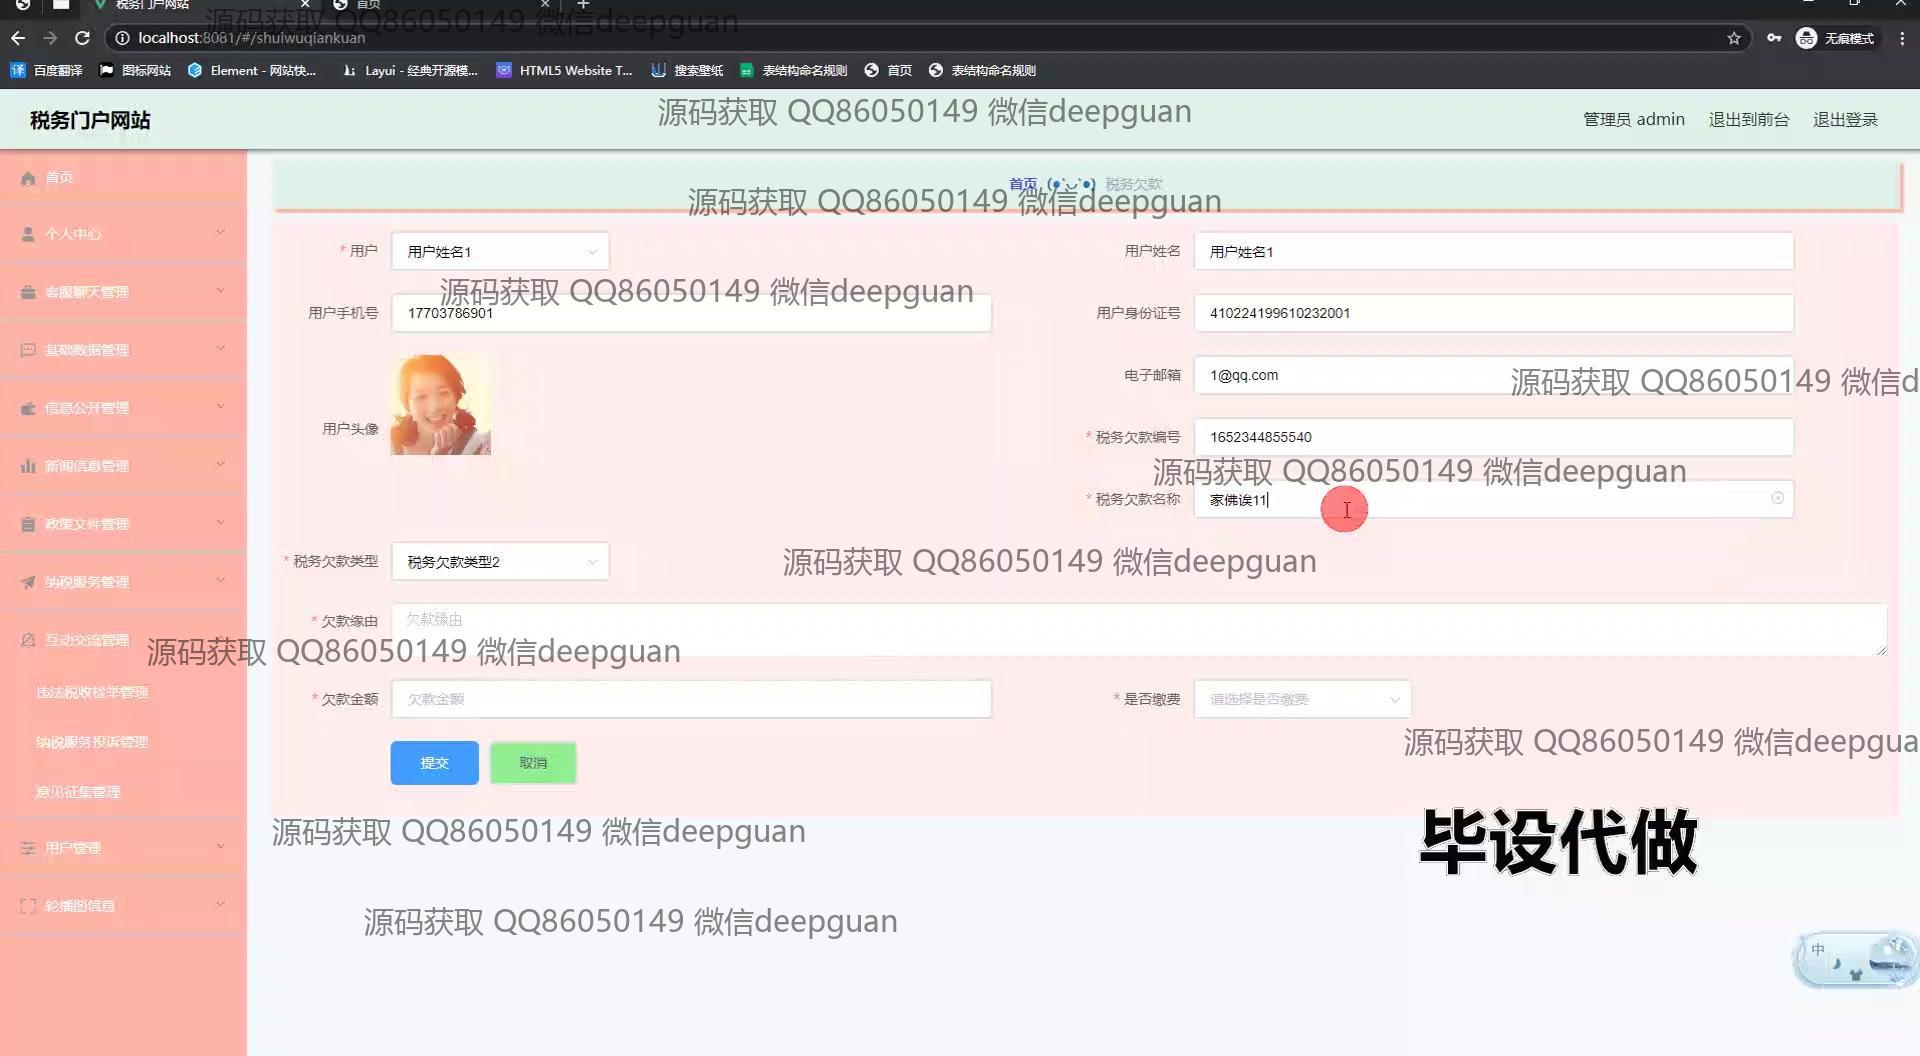 税务门户网站
首页
源码获取 QQ86050149 微信deepguan
localhost:8081/#/shuiwuqiankuan
无痕模式
百度翻译
图标网站
Element - 网站快...
Layui - 经典开源模...
HTML5 Website T...
搜索壁纸
表结构命名规则
首页
表结构命名规则
税务门户网站
源码获取 QQ86050149 微信deepguan
管理员 admin
退出到前台
退出登录
首页 (●'◡'●) 税务欠款
源码获取 QQ86050149 微信deepguan
首页
个人中心
客服聊天管理
基础数据管理
信息公开管理
新闻信息管理
政策文件管理
纳税服务管理
互动交流管理
违法税收检举管理
纳税服务投诉管理
意见征集管理
用户管理
轮播图信息
* 用户 用户姓名1
用户姓名 用户姓名1
源码获取 QQ86050149 微信deepguan
用户手机号 17703786901
用户身份证号 410224199610232001
用户头像
电子邮箱 1@qq.com
源码获取 QQ86050149 微信d
* 税务欠款编号 1652344855540
源码获取 QQ86050149 微信deepguan
* 税务欠款名称 家佛诶11
* 税务欠款类型 税务欠款类型2
源码获取 QQ86050149 微信deepguan
* 欠款缘由 欠款缘由
源码获取 QQ86050149 微信deepguan
* 欠款金额 欠款金额
* 是否缴费 请选择是否缴费
源码获取 QQ86050149 微信deepgua
提交
取消
源码获取 QQ86050149 微信deepguan
毕设代做
源码获取 QQ86050149 微信deepguan
中